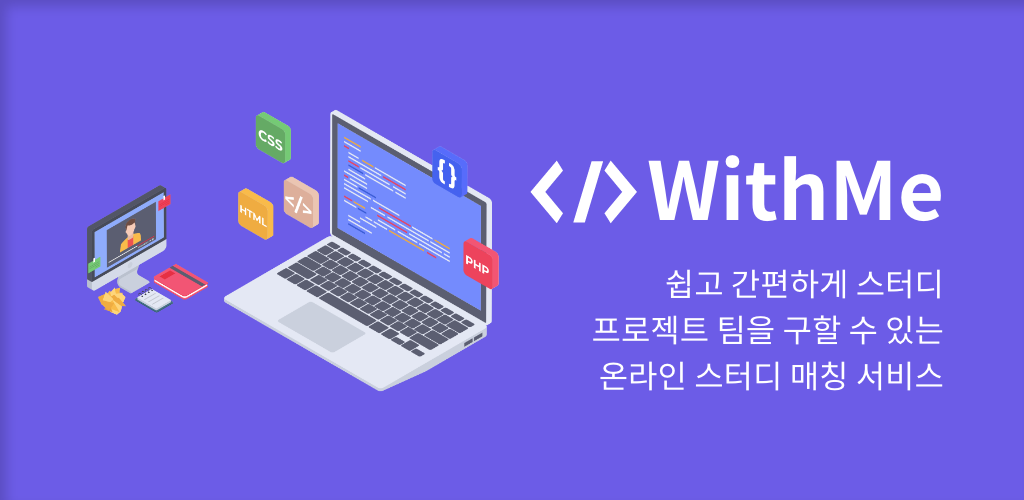 CSS
HTML
</>
{}
PHP
</>WithMe
쉽고 간편하게 스터디
프로젝트 팀을 구할 수 있는
온라인 스터디 매칭 서비스